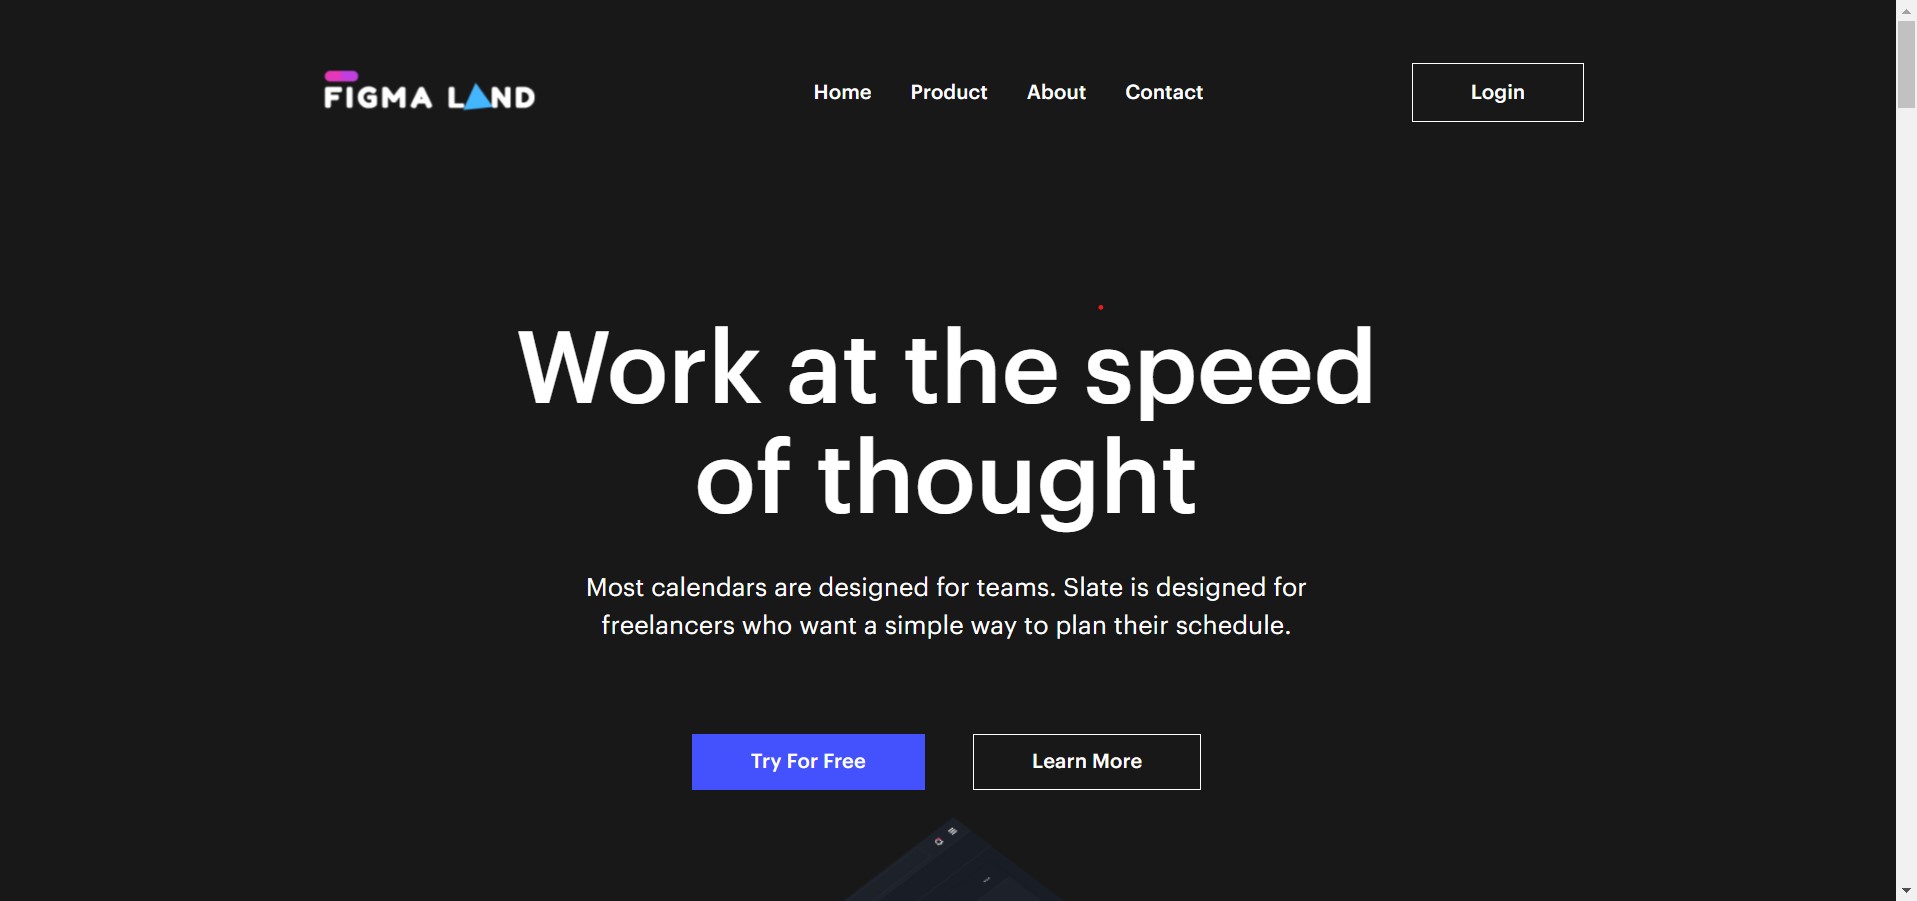 FIGMA LAND
Home Product About Contact
Login
Work at the speed
of thought
Most calendars are designed for teams. Slate is designed for
freelancers who want a simple way to plan their schedule.
Try For Free
Learn More